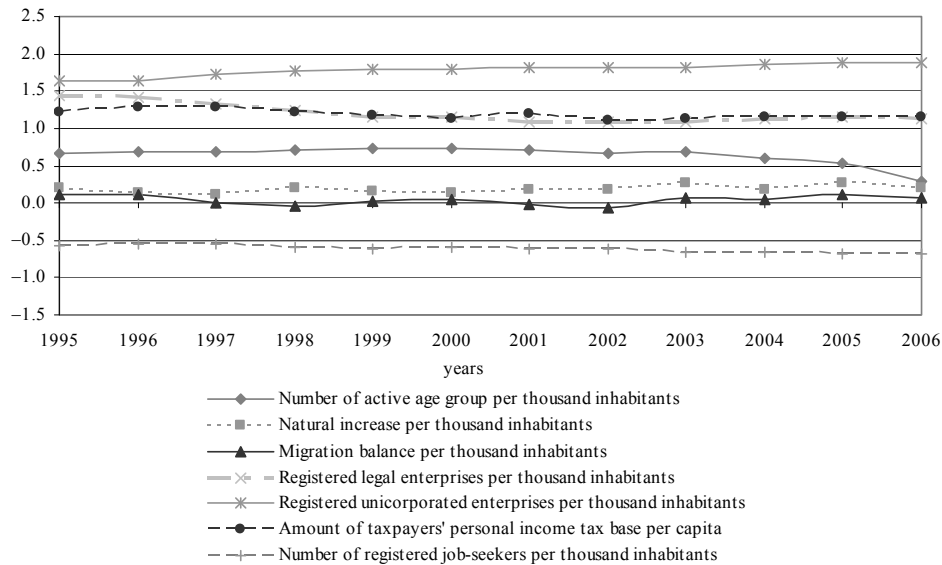 2.5
2.0
1.5
1.0
0.5
0.0
–0.5
–1.0
–1.5
1995 1996 1997 1998 1999 2000 2001 2002 2003 2004 2005 2006
years
Number of active age group per thousand inhabitants
Natural increase per thousand inhabitants
Migration balance per thousand inhabitants
Registered legal enterprises per thousand inhabitants
Registered unicorporated enterprises per thousand inhabitants
Amount of taxpayers' personal income tax base per capita
Number of registered job-seekers per thousand inhabitants